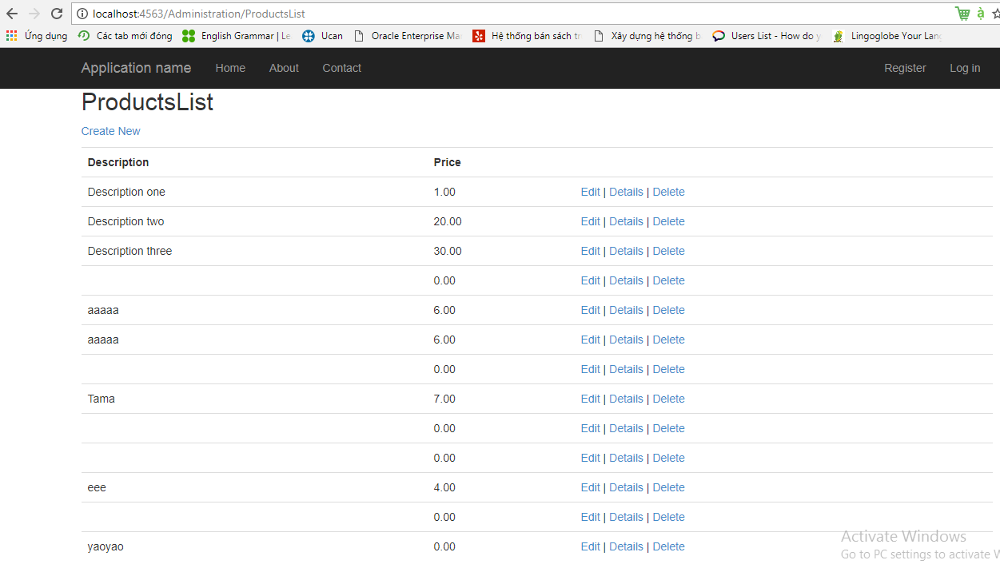 localhost:4563/Administration/ProductsList
Ứng dụng Các tab mới đóng English Grammar | Le Ucan Oracle Enterprise Ma Hệ thống bán sách tr Xây dựng hệ thống b Users List - How do y Lingoglobe Your Lang
Application name Home About Contact Register Log in
ProductsList
Create New
Description Price
Description one 1.00 Edit | Details | Delete
Description two 20.00 Edit | Details | Delete
Description three 30.00 Edit | Details | Delete
0.00 Edit | Details | Delete
aaaaa 6.00 Edit | Details | Delete
aaaaa 6.00 Edit | Details | Delete
0.00 Edit | Details | Delete
Tama 7.00 Edit | Details | Delete
0.00 Edit | Details | Delete
0.00 Edit | Details | Delete
eee 4.00 Edit | Details | Delete
0.00 Edit | Details | Delete
yaoyao 0.00 Edit | Details | Delete
Activate Windows
Go to PC settings to activate W